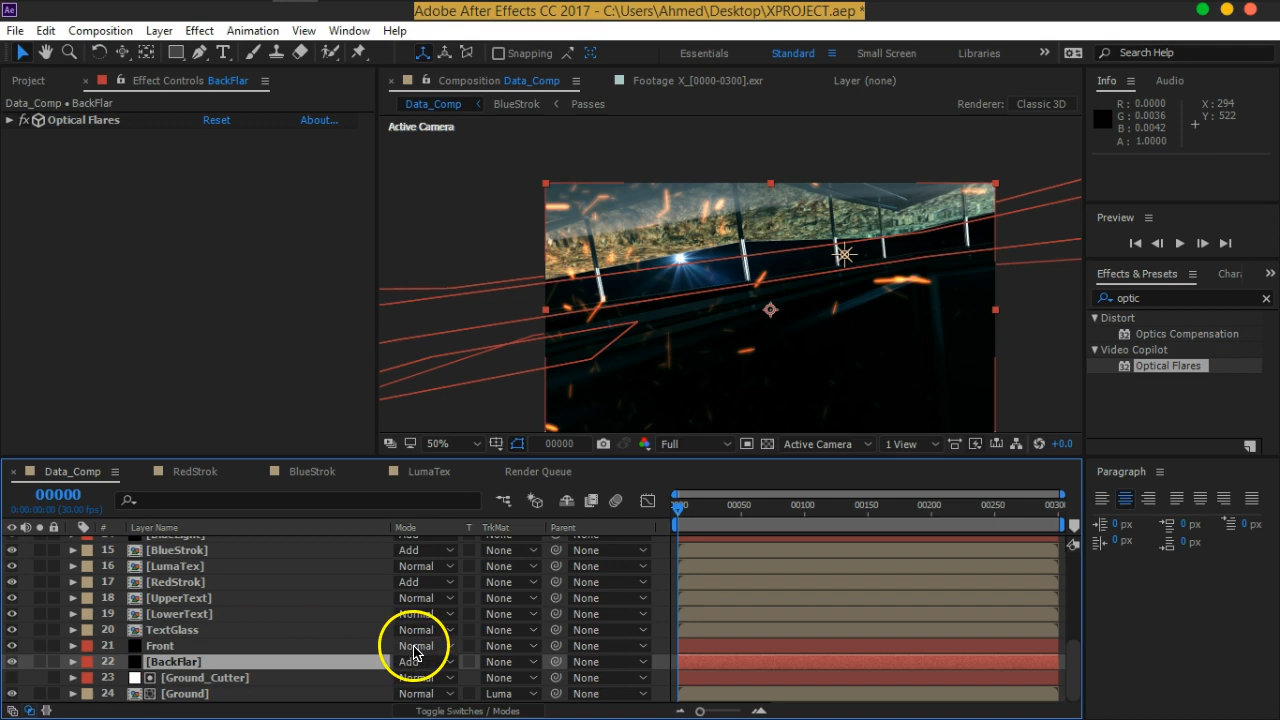 Adobe After Effects CC 2017 - C:\Users\Ahmed\Desktop\XPROJECT.aep *
File Edit Composition Layer Effect Animation View Window Help
Snapping Essentials Standard Small Screen Libraries Search Help
Project Effect Controls BackFlar Composition Data_Comp Footage X_[0000-0300].exr Layer (none) Info Audio
Data_Comp • BackFlar Data_Comp BlueStrok Passes Renderer: Classic 3D
R : 0.0000 X : 294
G : 0.0036 Y : 522
B : 0.0042
A : 1.0000
fx Optical Flares Reset About...
Active Camera
Preview
Effects & Presets
optic
Distort
Optics Compensation
Video Copilot
Optical Flares
50% 00000 Full Active Camera 1 View +0.0
Data_Comp RedStrok BlueStrok LumaTex Render Queue Paragraph
00000
0:00:00:00 (30.00 fps)
00050 00100 00150 00200 00250
# Layer Name Mode T TrkMat Parent
0 px 0 px 0 px
0 px 0 px
15 [BlueStrok] Add None None
16 [LumaTex] Normal None None
17 [RedStrok] Add None None
18 [UpperText] Normal None None
19 [LowerText] Normal None None
20 TextGlass Normal None None
21 Front Normal None None
22 [BackFlar] Add None None
23 [Ground_Cutter] Normal None None
24 [Ground] Normal Luma None
Toggle Switches / Modes